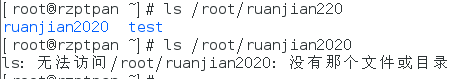 [root@rzptpan ~]# ls /root/ruanjian220
ruanjian2020  test
[root@rzptpan ~]# ls /root/ruanjian2020
ls: 无法访问/root/ruanjian2020: 没有那个文件或目录